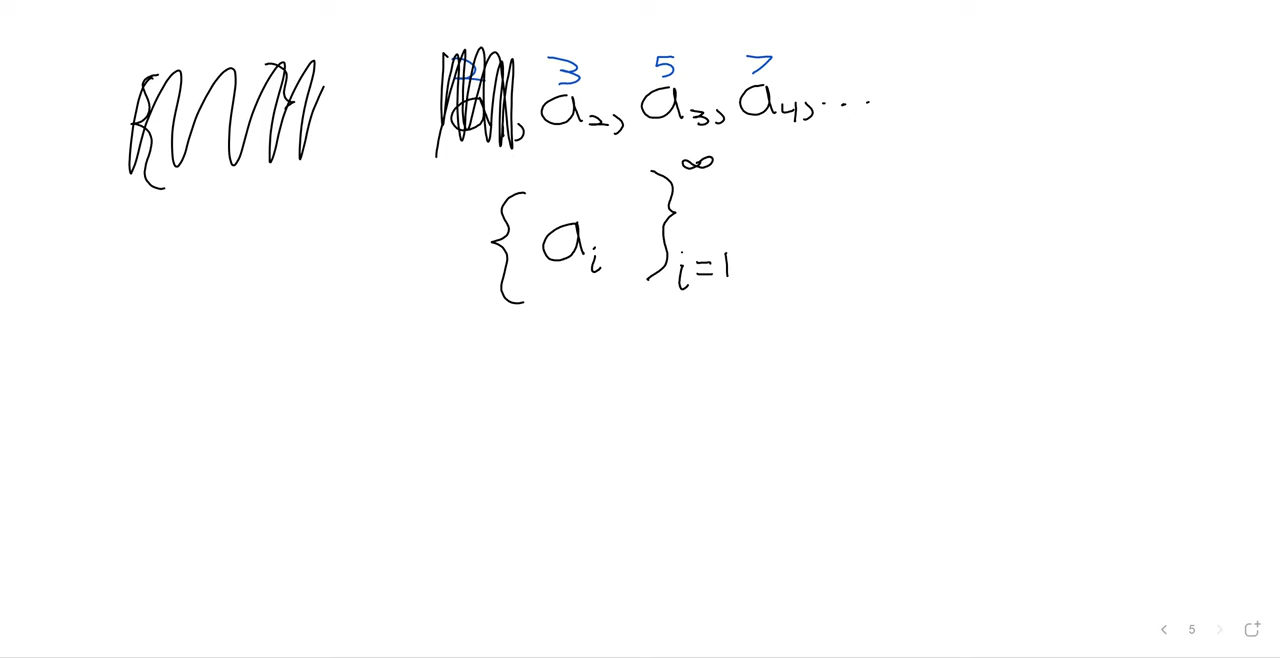 3 5 7
, a₂, a₃, a₄, ...
{ aᵢ }^∞_{i=1}
5